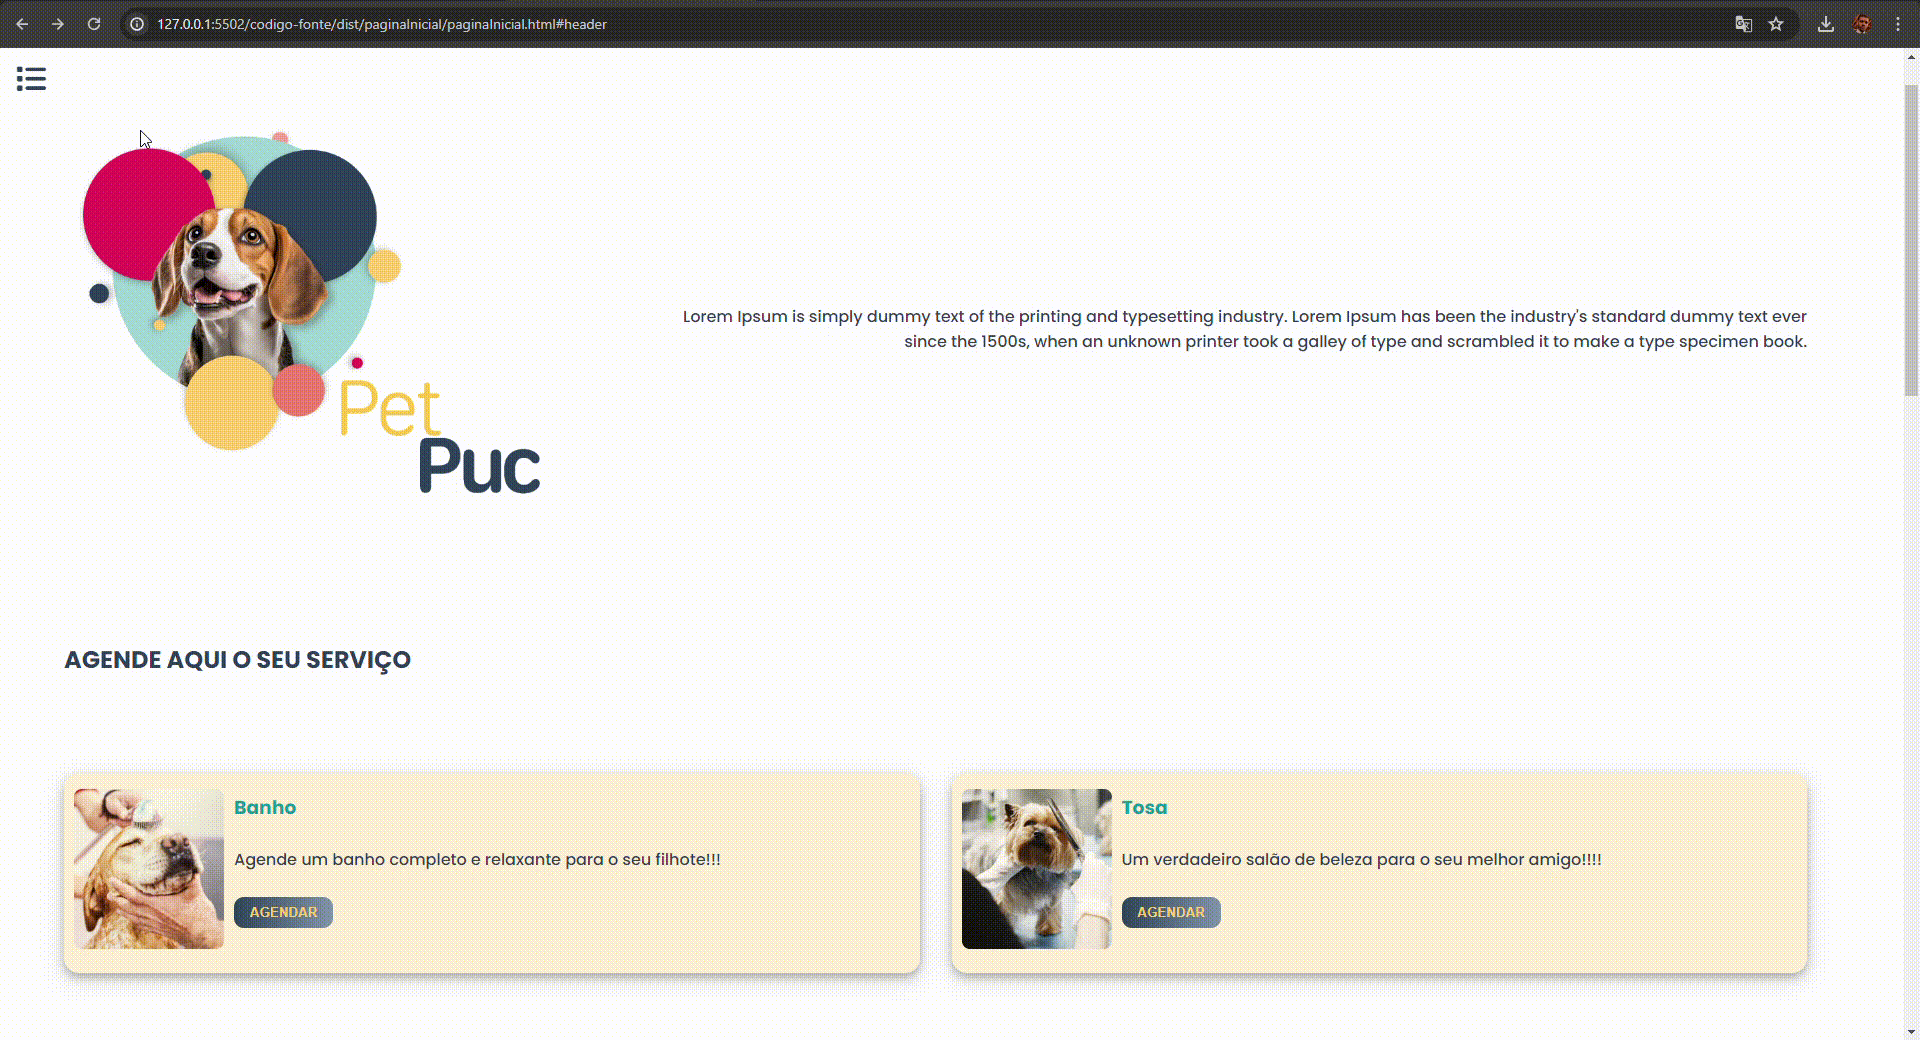 127.0.0.1:5502/codigo-fonte/dist/paginaInicial/paginaInicial.html#header
Pet
Puc
Lorem Ipsum is simply dummy text of the printing and typesetting industry. Lorem Ipsum has been the industry's standard dummy text ever
since the 1500s, when an unknown printer took a galley of type and scrambled it to make a type specimen book.
AGENDE AQUI O SEU SERVIÇO
Banho
Agende um banho completo e relaxante para o seu filhote!!!
AGENDAR
Tosa
Um verdadeiro salão de beleza para o seu melhor amigo!!!!
AGENDAR